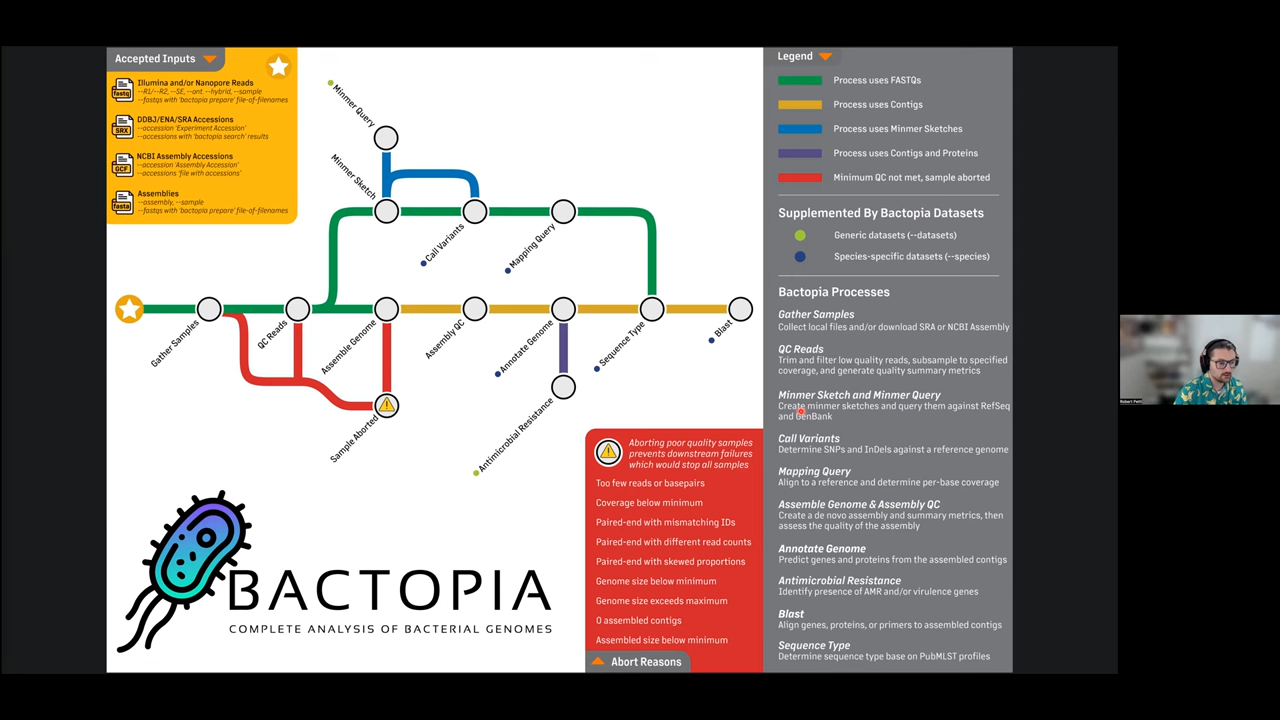 Accepted Inputs
Illumina and/or Nanopore Reads
--R1/--R2, --SE, --ont, --hybrid, --sample
--fastqs with 'bactopia prepare' file-of-filenames
fastq
DDBJ/ENA/SRA Accessions
--accession 'Experiment Accession'
--accessions with 'bactopia search' results
SRX
NCBI Assembly Accessions
--accession 'Assembly Accession'
--accessions 'file with accessions'
GCF
Assemblies
--assembly, --sample
--fastqs with 'bactopia prepare' file-of-filenames
fasta
Minmer Query
Minmer Sketch
Call Variants
Mapping Query
Gather Samples
QC Reads
Assemble Genome
Assembly QC
Annotate Genome
Sequence Type
Blast
Sample Aborted
Antimicrobial Resistance
BACTOPIA
COMPLETE ANALYSIS OF BACTERIAL GENOMES
Aborting poor quality samples
prevents downstream failures
which would stop all samples
Too few reads or basepairs
Coverage below minimum
Paired-end with mismatching IDs
Paired-end with different read counts
Paired-end with skewed proportions
Genome size below minimum
Genome size exceeds maximum
0 assembled contigs
Assembled size below minimum
Abort Reasons
Legend
Process uses FASTQs
Process uses Contigs
Process uses Minmer Sketches
Process uses Contigs and Proteins
Minimum QC not met, sample aborted
Supplemented By Bactopia Datasets
Generic datasets (--datasets)
Species-specific datasets (--species)
Bactopia Processes
Gather Samples
Collect local files and/or download SRA or NCBI Assembly
QC Reads
Trim and filter low quality reads, subsample to specified
coverage, and generate quality summary metrics
Minmer Sketch and Minmer Query
Create minmer sketches and query them against RefSeq
and GenBank
Call Variants
Determine SNPs and InDels against a reference genome
Mapping Query
Align to a reference and determine per-base coverage
Assemble Genome & Assembly QC
Create a de novo assembly and summary metrics, then
assess the quality of the assembly
Annotate Genome
Predict genes and proteins from the assembled contigs
Antimicrobial Resistance
Identify presence of AMR and/or virulence genes
Blast
Align genes, proteins, or primers to assembled contigs
Sequence Type
Determine sequence type base on PubMLST profiles